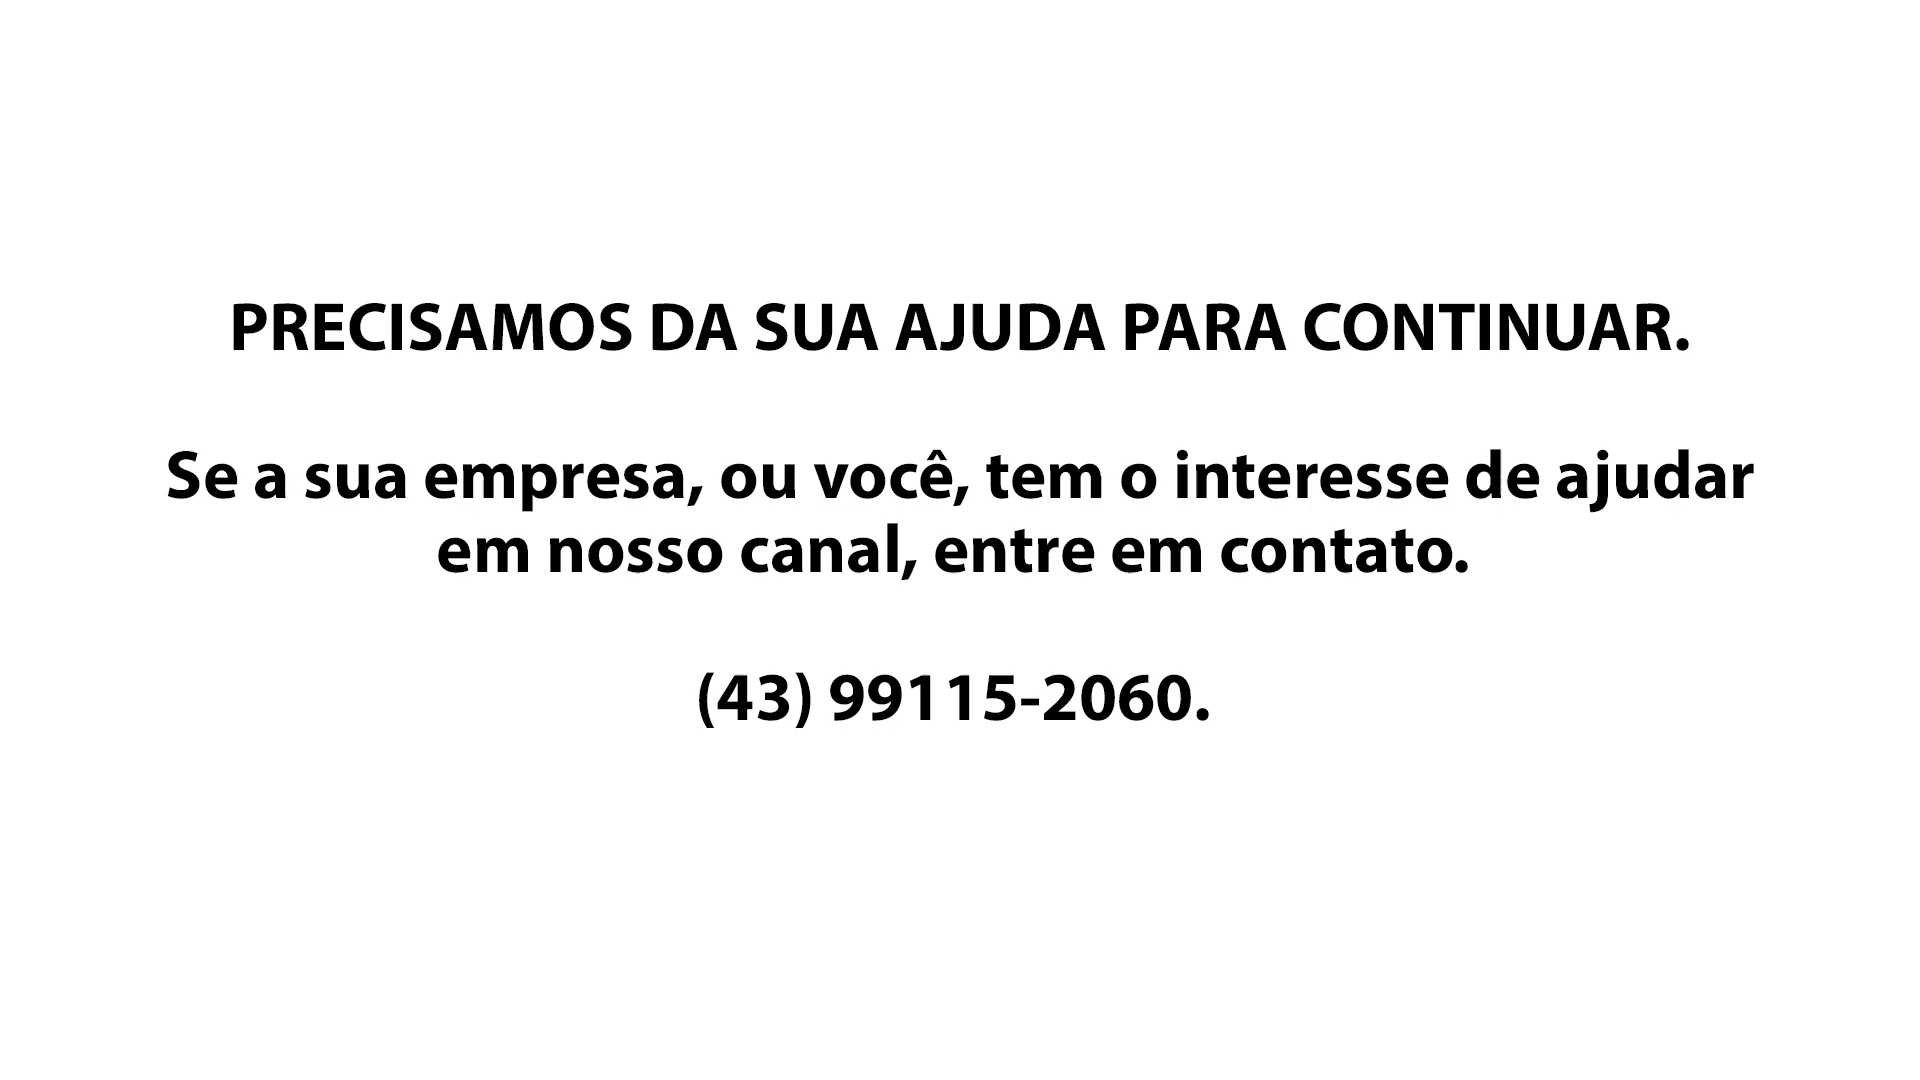 PRECISAMOS DA SUA AJUDA PARA CONTINUAR.
Se a sua empresa, ou você, tem o interesse de ajudar
em nosso canal, entre em contato.
(43) 99115-2060.